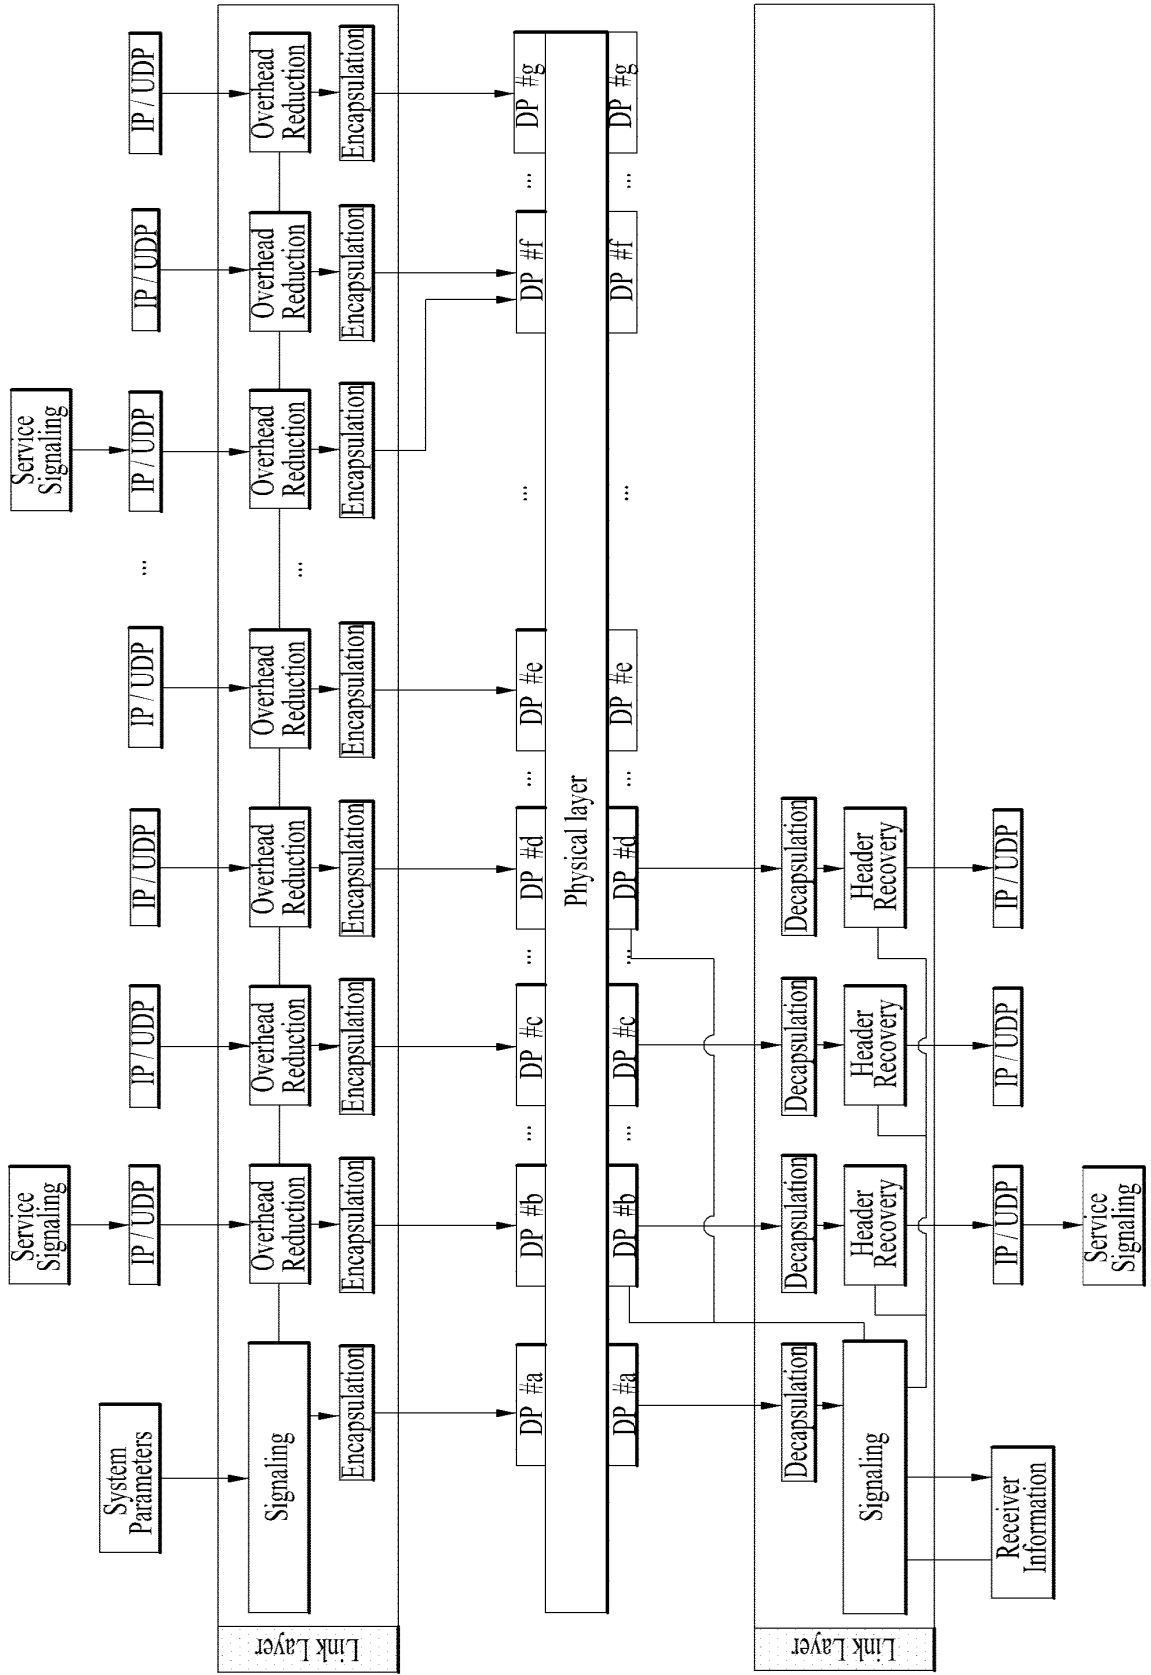 Service
Signaling
Service
Signaling
System
Parameters
IP / UDP
IP / UDP
IP / UDP
IP / UDP
...
IP / UDP
IP / UDP
IP / UDP
Link Layer
Signaling
Overhead
Reduction
Overhead
Reduction
Overhead
Reduction
Overhead
Reduction
...
Overhead
Reduction
Overhead
Reduction
Overhead
Reduction
Encapsulation
Encapsulation
Encapsulation
Encapsulation
Encapsulation
Encapsulation
Encapsulation
Encapsulation
DP #a
DP #b
...
DP #c
...
DP #d
...
DP #e
...
DP #f
...
DP #g
Physical layer
DP #a
DP #b
...
DP #c
...
DP #d
...
DP #e
...
DP #f
...
DP #g
Link Layer
Decapsulation
Decapsulation
Decapsulation
Decapsulation
Signaling
Header
Recovery
Header
Recovery
Header
Recovery
Receiver
Information
IP / UDP
IP / UDP
IP / UDP
Service
Signaling